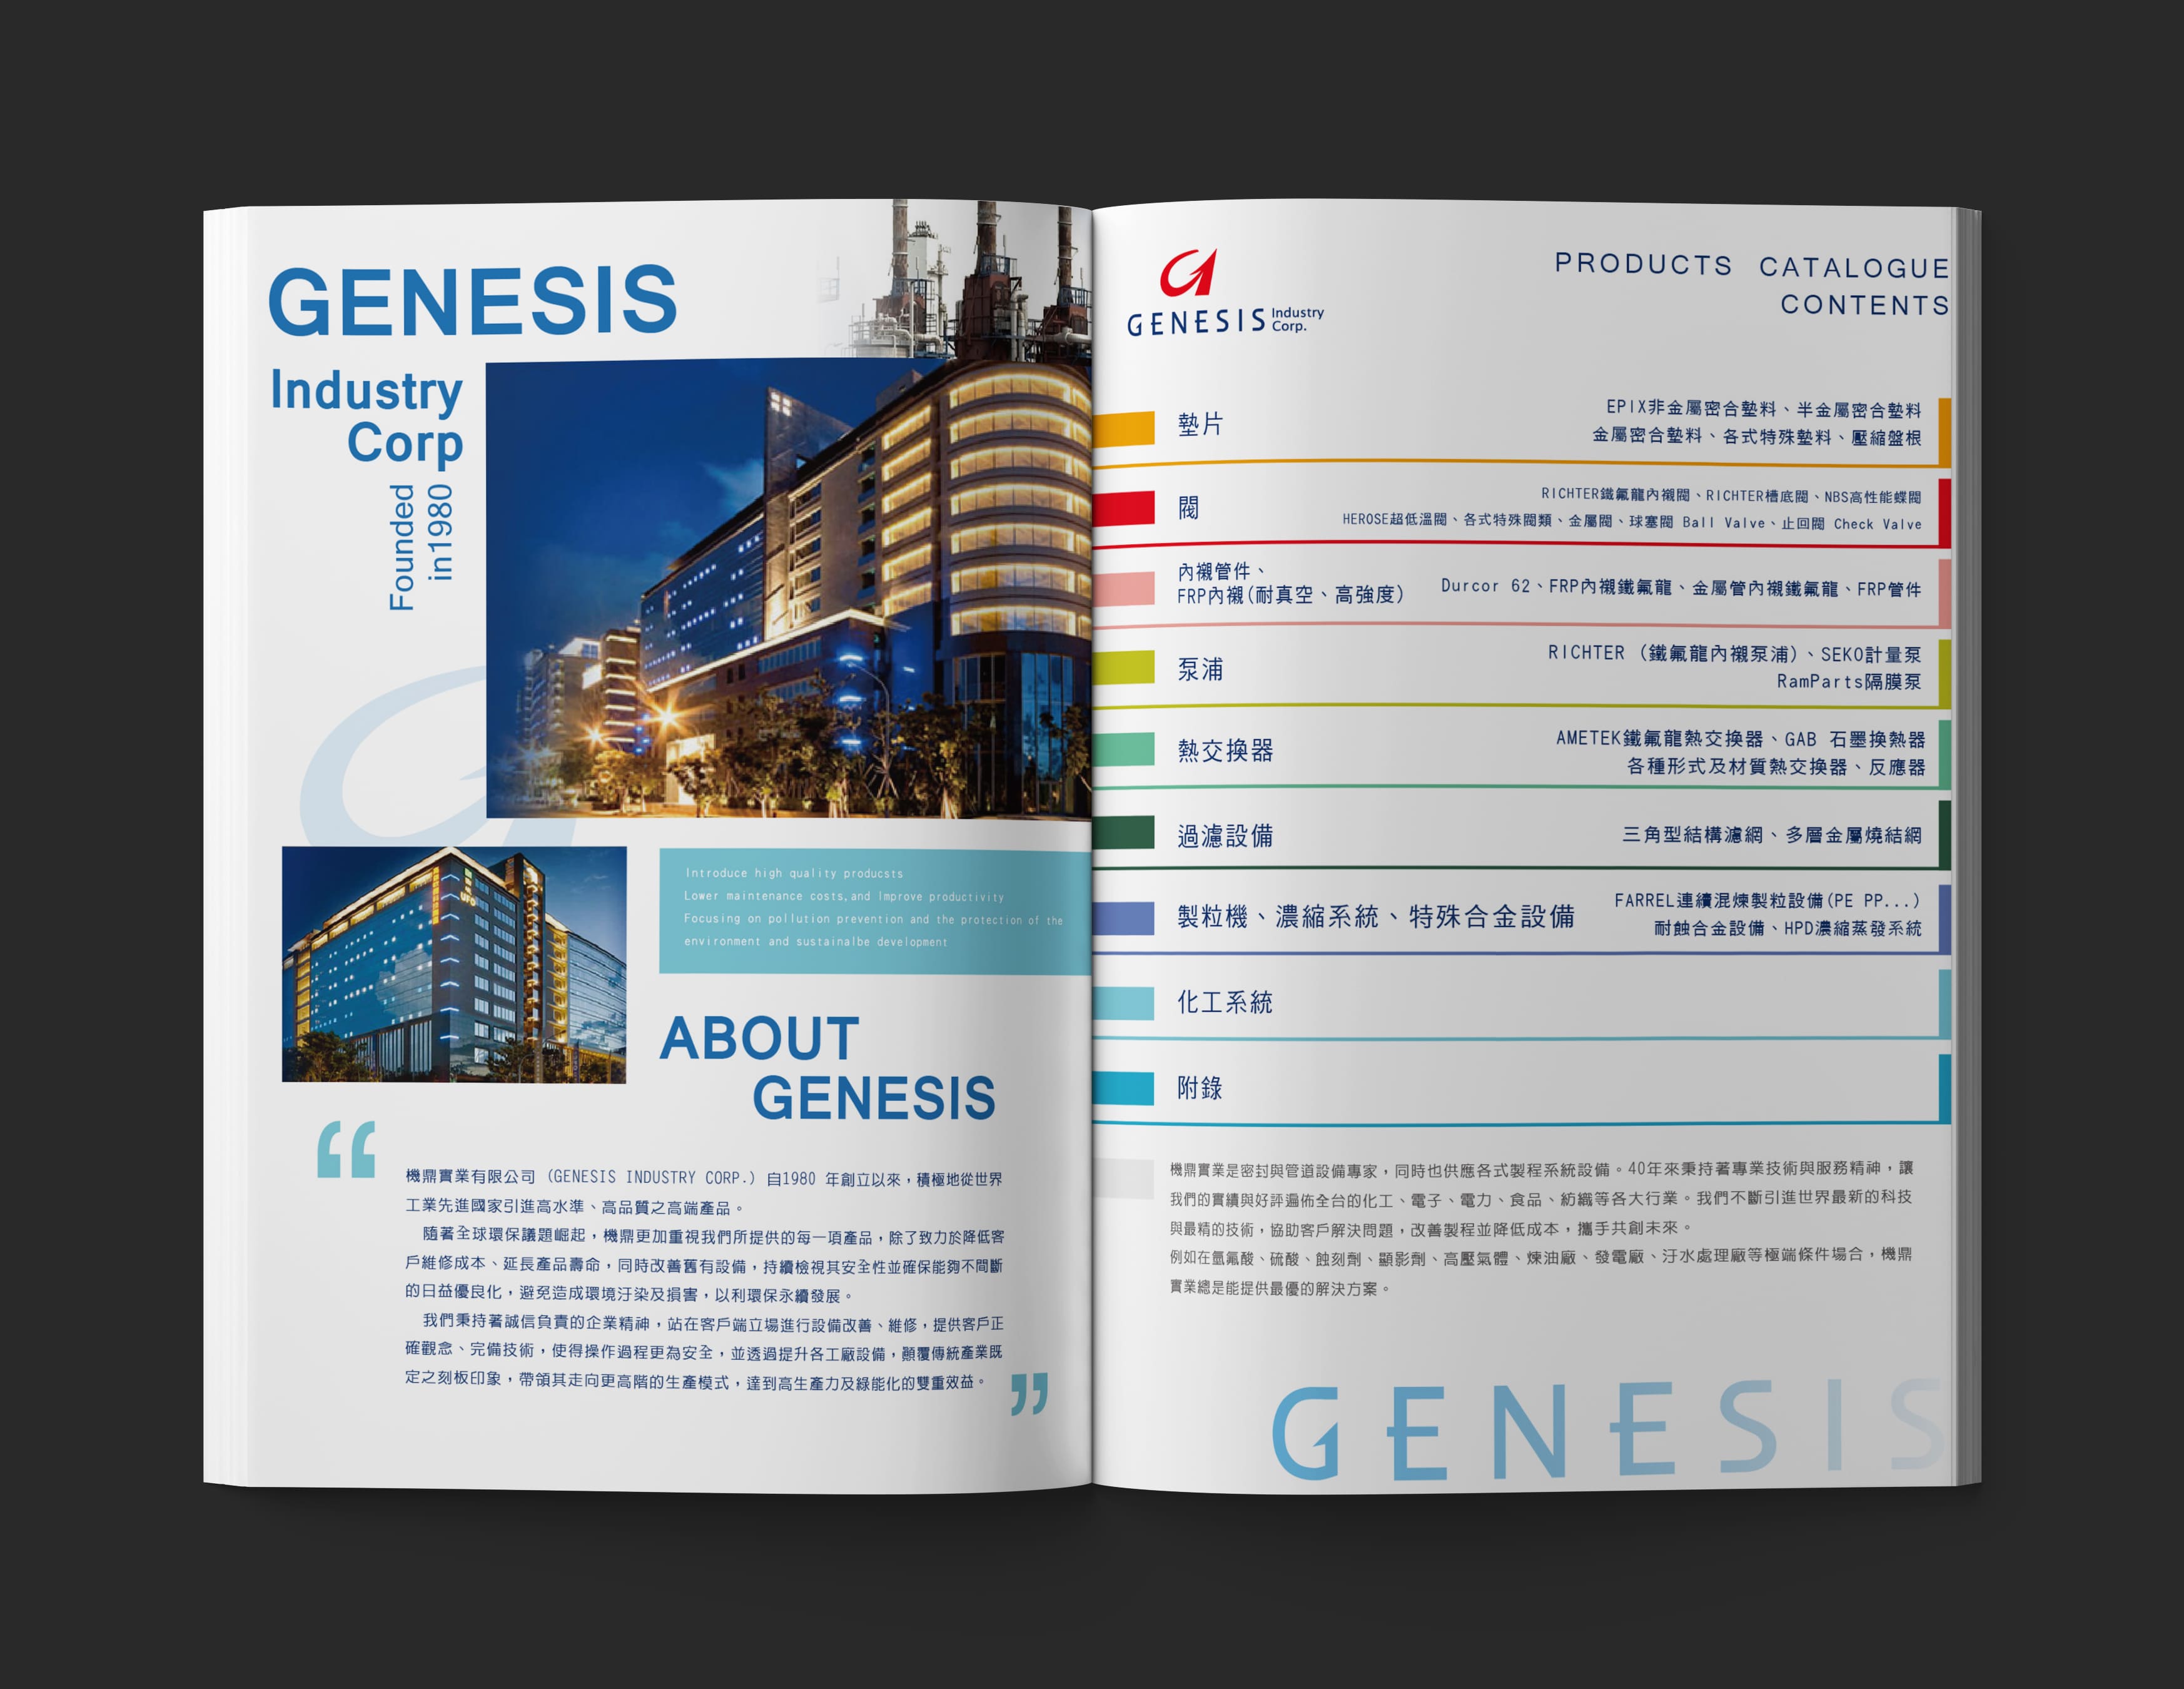 GENESIS
Industry
Corp
Founded
in1980
Introduce high quality producsts
Lower maintenance costs,and Improve productivity
Focusing on pollution prevention and the protection of the
environment and sustainalbe development
ABOUT
GENESIS
“
機鼎實業有限公司 (GENESIS INDUSTRY CORP.) 自1980 年創立以來，積極地從世界
工業先進國家引進高水準、高品質之高端產品。
隨著全球環保議題崛起，機鼎更加重視我們所提供的每一項產品，除了致力於降低客
戶維修成本、延長產品壽命，同時改善舊有設備，持續檢視其安全性並確保能夠不間斷
的日益優良化，避免造成環境汙染及損害，以利環保永續發展。
我們秉持著誠信負責的企業精神，站在客戶端立場進行設備改善、維修，提供客戶正
確觀念、完備技術，使得操作過程更為安全，並透過提升各工廠設備，顛覆傳統產業既
定之刻板印象，帶領其走向更高階的生產模式，達到高生產力及綠能化的雙重效益。
”
GENESIS Industry
Corp.
PRODUCTS CATALOGUE
CONTENTS
墊片
EPIX非金屬密合墊料、半金屬密合墊料
金屬密合墊料、各式特殊墊料、壓縮盤根
閥
RICHTER鐵氟龍內襯閥、RICHTER槽底閥、NBS高性能蝶閥
HEROSE超低溫閥、各式特殊閥類、金屬閥、球塞閥 Ball Valve、止回閥 Check Valve
內襯管件、
FRP內襯(耐真空、高強度)
Durcor 62、FRP內襯鐵氟龍、金屬管內襯鐵氟龍、FRP管件
泵浦
RICHTER (鐵氟龍內襯泵浦)、SEKO計量泵
RamParts隔膜泵
熱交換器
AMETEK鐵氟龍熱交換器、GAB 石墨換熱器
各種形式及材質熱交換器、反應器
過濾設備
三角型結構濾網、多層金屬燒結網
製粒機、濃縮系統、特殊合金設備
FARREL連續混煉製粒設備(PE PP...)
耐蝕合金設備、HPD濃縮蒸發系統
化工系統
附錄
機鼎實業是密封與管道設備專家，同時也供應各式製程系統設備。40年來秉持著專業技術與服務精神，讓
我們的實績與好評遍佈全台的化工、電子、電力、食品、紡織等各大行業。我們不斷引進世界最新的科技
與最精的技術，協助客戶解決問題，改善製程並降低成本，攜手共創未來。
例如在氫氟酸、硫酸、蝕刻劑、顯影劑、高壓氣體、煉油廠、發電廠、汙水處理廠等極端條件場合，機鼎
實業總是能提供最優的解決方案。
GENESIS